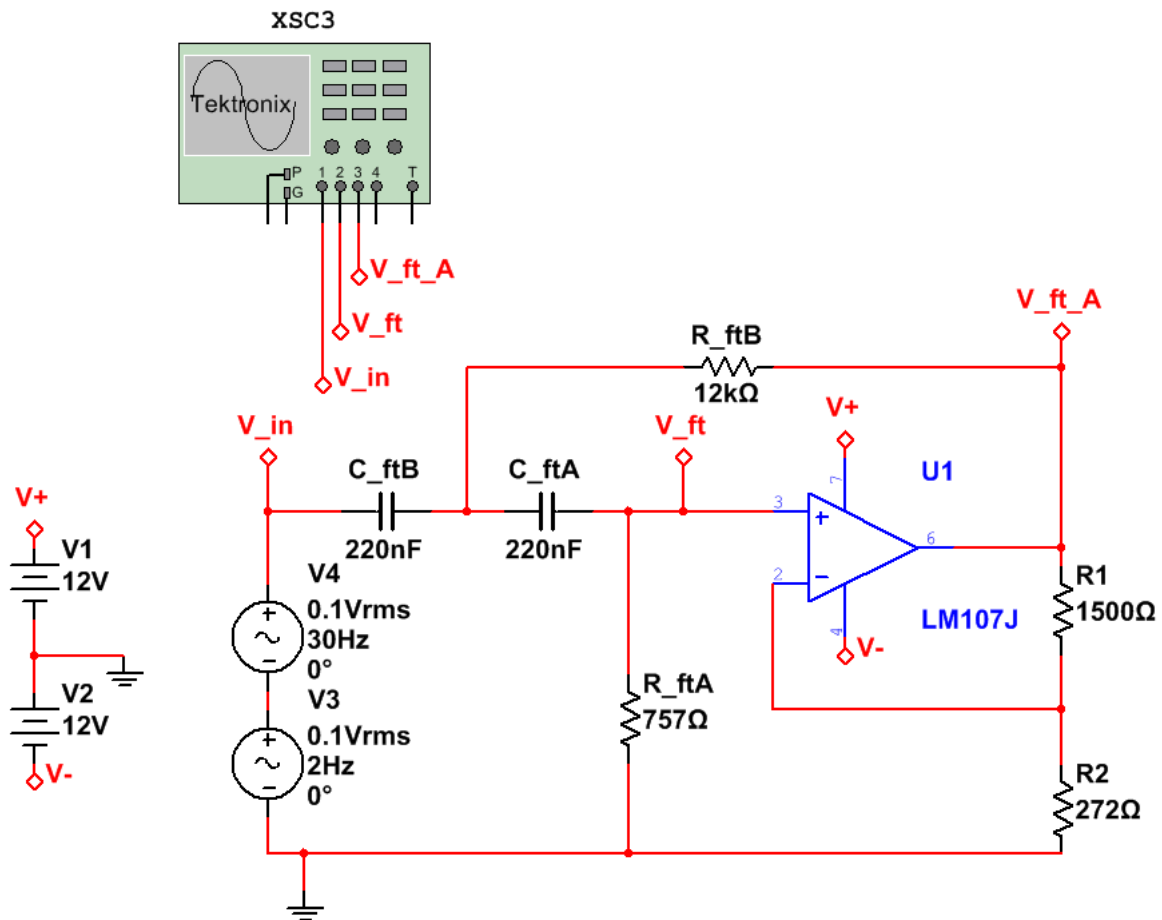 XSC3
Tektronix
P
G
1 2 3 4 T
V_ft_A
V_ft
V_in
V_ft_A
R_ftB
12kΩ
V+
V_ft
V_in
C_ftB
220nF
C_ftA
220nF
U1
7
3
6
2
4
LM107J
V-
V+
V1
12V
V2
12V
V-
V4
0.1Vrms
30Hz
0°
V3
0.1Vrms
2Hz
0°
R_ftA
757Ω
R1
1500Ω
R2
272Ω